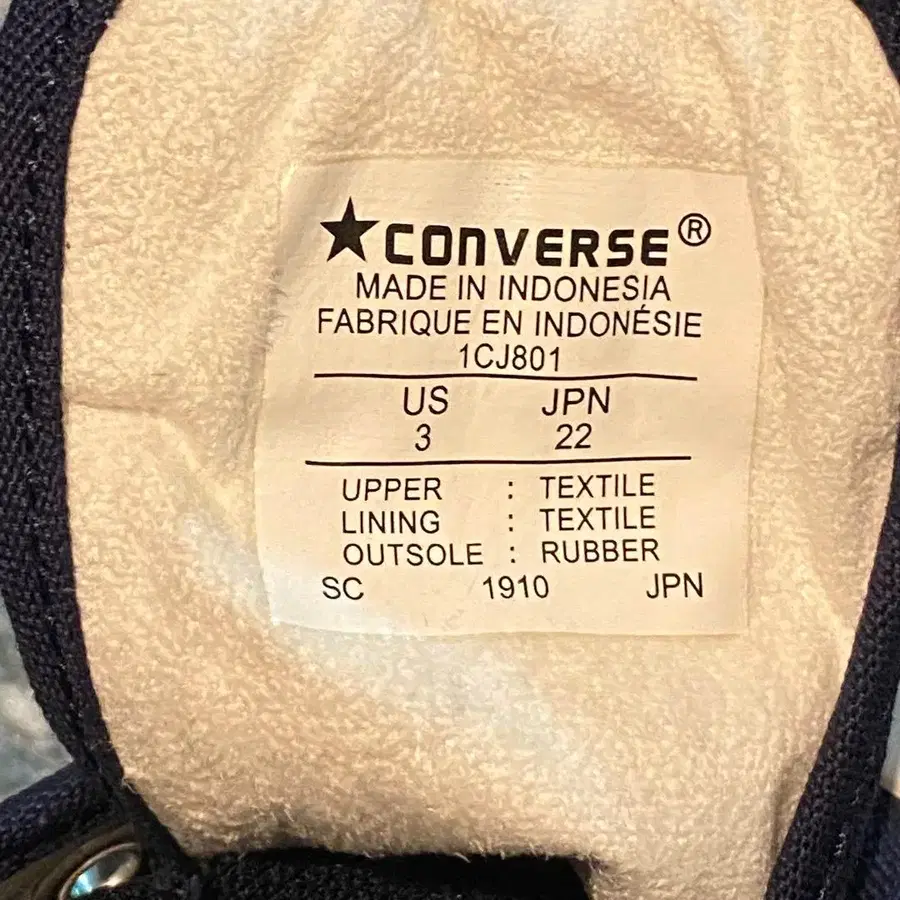 ★CONVERSE®
MADE IN INDONESIA
FABRIQUE EN INDONÉSIE
1CJ801
US JPN
3 22
UPPER : TEXTILE
LINING : TEXTILE
OUTSOLE : RUBBER
SC 1910 JPN